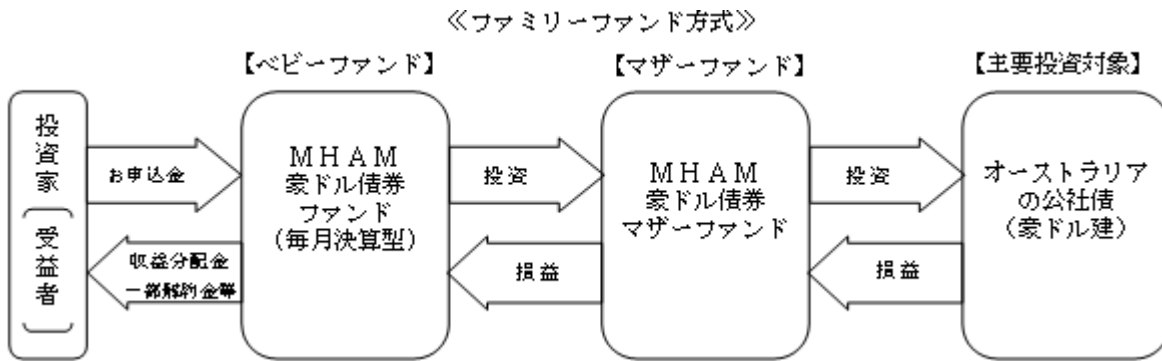 ≪ファミリーファンド方式≫
【ベビーファンド】
【マザーファンド】
【主要投資対象】
投資家(受益者)
お申込金
収益分配金
一部解約金等
MHAM
豪ドル債券
ファンド
(毎月決算型)
投資
損益
MHAM
豪ドル債券
マザーファンド
投資
損益
オーストラリア
の公社債
(豪ドル建)